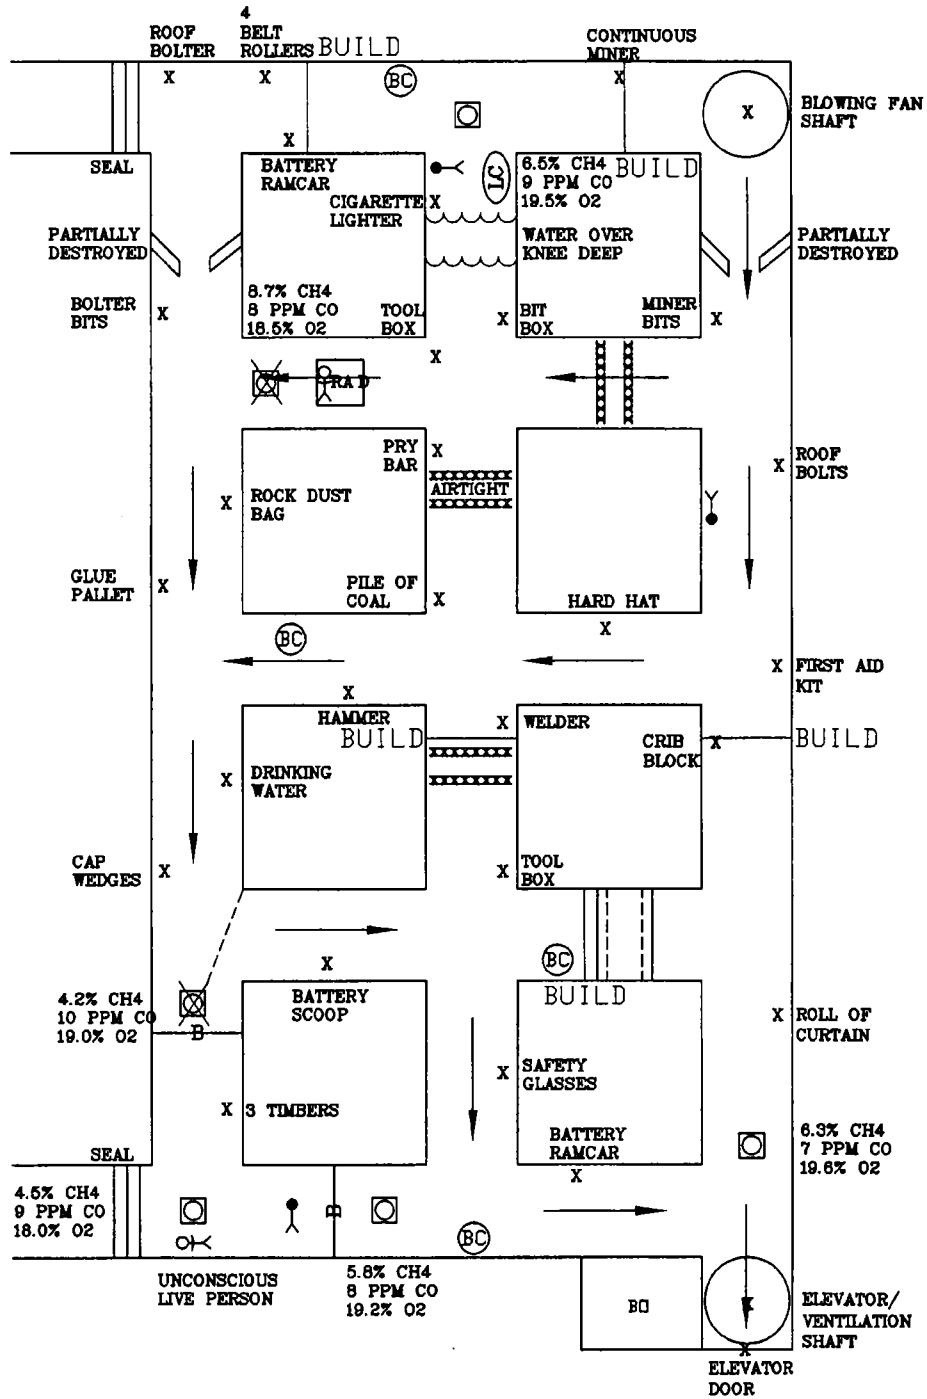 ROOF
BOLTER
4
BELT
ROLLERS
BUILD
CONTINUOUS
MINER
X
X
BC
X
X
BLOWING FAN
SHAFT
SEAL
X
BATTERY
RAMCAR
CIGARETTE X
LIGHTER
LC
6.5% CH4
9 PPM CO
19.5% O2
BUILD
PARTIALLY
DESTROYED
WATER OVER
KNEE DEEP
PARTIALLY
DESTROYED
BOLTER
BITS
X
8.7% CH4
8 PPM CO
18.5% O2
TOOL
BOX
X
BIT
BOX
MINER
BITS
X
X
RAD
PRY
BAR
X
X
ROOF
BOLTS
X
ROCK DUST
BAG
AIRTIGHT
GLUE
PALLET
X
PILE OF
COAL
X
HARD HAT
BC
X
X
FIRST AID
KIT
X
HAMMER
BUILD
X
WELDER
CRIB
BLOCK
X
BUILD
X
DRINKING
WATER
CAP
WEDGES
X
X
TOOL
BOX
X
BC
4.2% CH4
10 PPM CO
19.0% O2
B
BATTERY
SCOOP
BUILD
X
ROLL OF
CURTAIN
X
SAFETY
GLASSES
X
3 TIMBERS
BATTERY
RAMCAR
X
6.3% CH4
7 PPM CO
19.6% O2
SEAL
4.5% CH4
9 PPM CO
18.0% O2
B
BC
UNCONSCIOUS
LIVE PERSON
5.8% CH4
8 PPM CO
19.2% O2
BO
X
ELEVATOR/
VENTILATION
SHAFT
X
ELEVATOR
DOOR